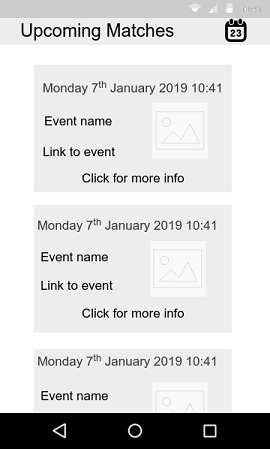 Upcoming Matches
23
Monday 7th January 2019 10:41
Event name
Link to event
Click for more info
Monday 7th January 2019 10:41
Event name
Link to event
Click for more info
Monday 7th January 2019 10:41
Event name